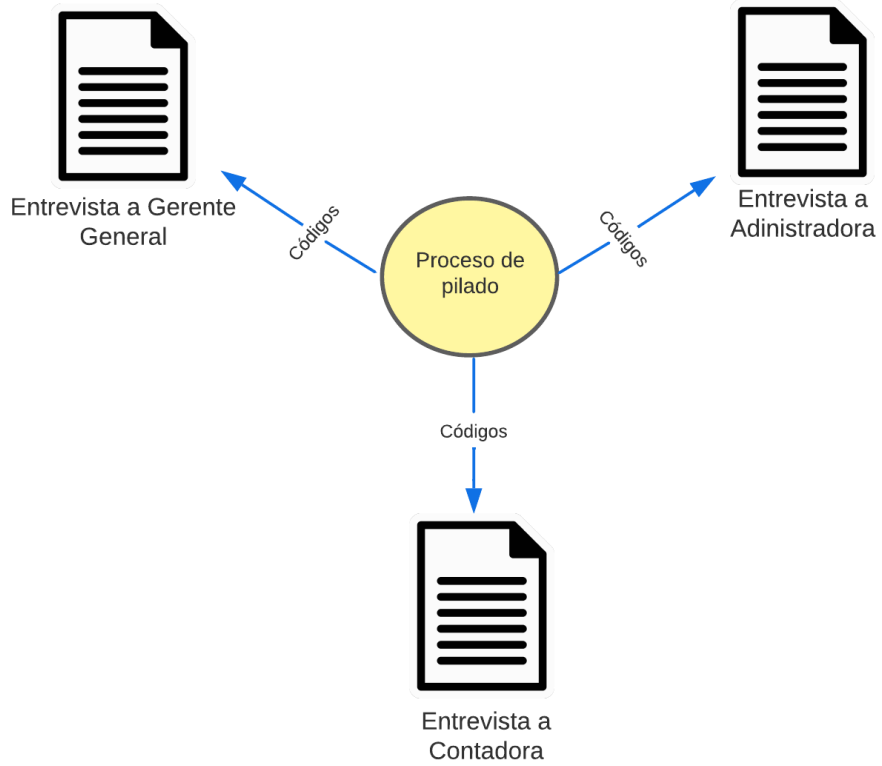 Entrevista a Gerente
General
Códigos
Proceso de
pilado
Códigos
Entrevista a
Adinistradora
Códigos
Entrevista a
Contadora